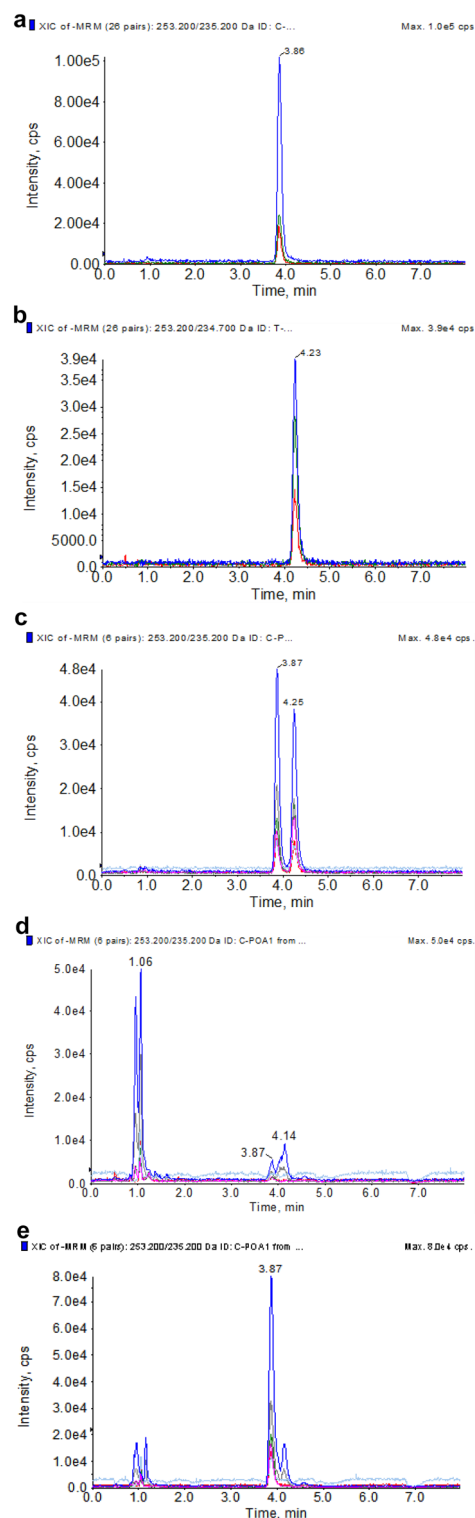 a XIC of -MRM (26 pairs): 253.200/235.200 Da ID: C-... Max. 1.0e5 cps.
3.86
1.00e5
8.00e4
6.00e4
4.00e4
2.00e4
0.00
Intensity, cps
0.0 1.0 2.0 3.0 4.0 5.0 6.0 7.0
Time, min
b XIC of -MRM (26 pairs): 253.200/234.700 Da ID: T-... Max. 3.9e4 cps.
4.23
3.9e4
3.5e4
3.0e4
2.5e4
2.0e4
1.5e4
1.0e4
5000.0
0.0
Intensity, cps
0.0 1.0 2.0 3.0 4.0 5.0 6.0 7.0
Time, min
c XIC of -MRM (6 pairs): 253.200/235.200 Da ID: C-P... Max. 4.8e4 cps.
3.87
4.25
4.8e4
4.0e4
3.0e4
2.0e4
1.0e4
0.0
Intensity, cps
0.0 1.0 2.0 3.0 4.0 5.0 6.0 7.0
Time, min
d XIC of -MRM (6 pairs): 253.200/235.200 Da ID: C-POA1 from ... Max. 5.0e4 cps.
1.06
3.87
4.14
5.0e4
4.0e4
3.0e4
2.0e4
1.0e4
0.0
Intensity, cps
0.0 1.0 2.0 3.0 4.0 5.0 6.0 7.0
Time, min
e XIC of -MRM (6 pairs): 253.200/235.200 Da ID: C-POA1 from ... Max. 8.0e4 cps.
3.87
8.0e4
7.0e4
6.0e4
5.0e4
4.0e4
3.0e4
2.0e4
1.0e4
0.0
Intensity, cps
0.0 1.0 2.0 3.0 4.0 5.0 6.0 7.0
Time, min